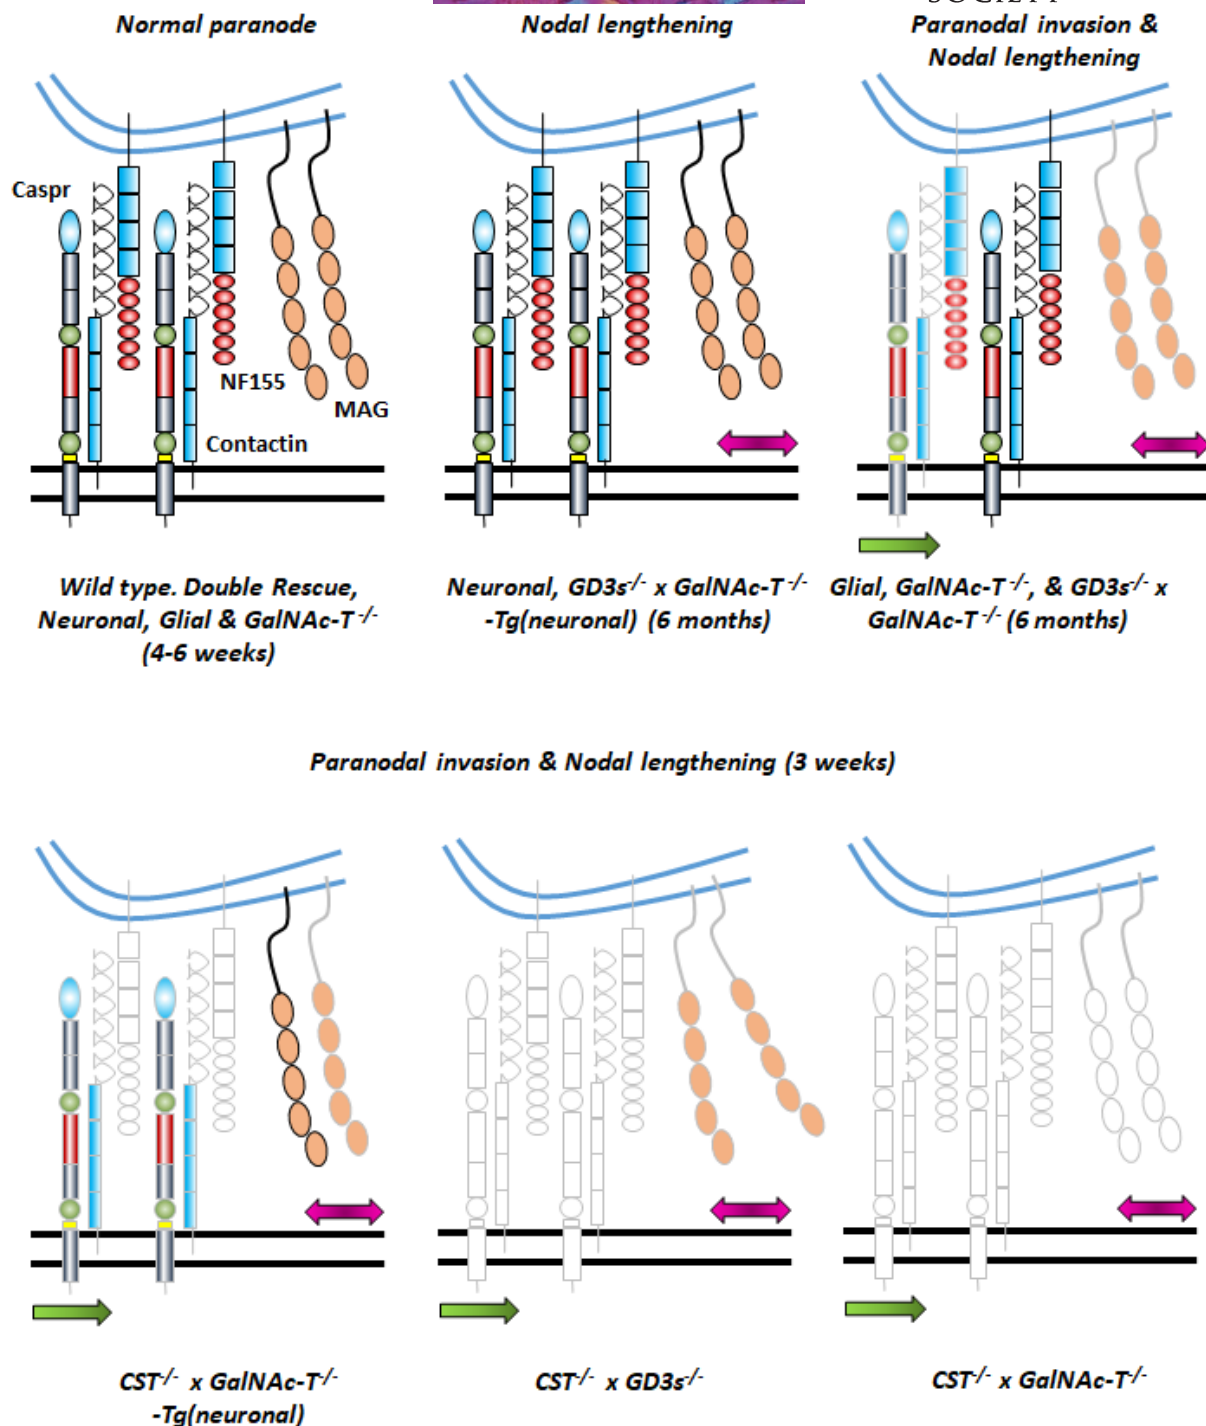 Normal paranode
Nodal lengthening
Paranodal invasion &
Nodal lengthening
Caspr
NF155
MAG
Contactin
Wild type. Double Rescue,
Neuronal, Glial & GalNAc-T-/-
(4-6 weeks)
Neuronal, GD3s-/- x GalNAc-T-/-
-Tg(neuronal) (6 months)
Glial, GalNAc-T-/-, & GD3s-/- x
GalNAc-T-/- (6 months)
Paranodal invasion & Nodal lengthening (3 weeks)
CST-/- x GalNAc-T-/-
-Tg(neuronal)
CST-/- x GD3s-/-
CST-/- x GalNAc-T-/-